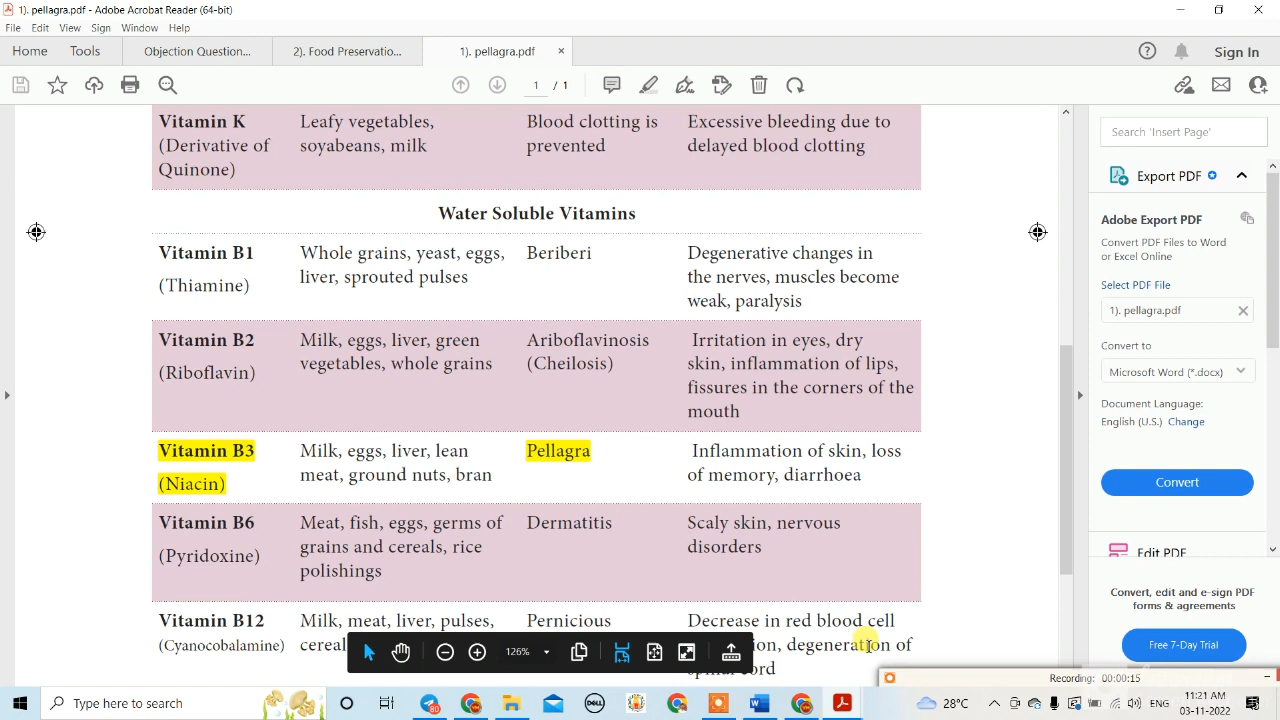 1). pellagra.pdf - Adobe Acrobat Reader (64-bit)
File Edit View Sign Window Help
Home Tools Objection Question... 2). Food Preservatio... 1). pellagra.pdf × Sign In
1 / 1
Vitamin K Leafy vegetables, Blood clotting is Excessive bleeding due to
(Derivative of soyabeans, milk prevented delayed blood clotting
Quinone)
Water Soluble Vitamins
Vitamin B1 Whole grains, yeast, eggs, Beriberi Degenerative changes in
(Thiamine) liver, sprouted pulses the nerves, muscles become
weak, paralysis
Vitamin B2 Milk, eggs, liver, green Ariboflavinosis Irritation in eyes, dry
(Riboflavin) vegetables, whole grains (Cheilosis) skin, inflammation of lips,
fissures in the corners of the
mouth
Vitamin B3 Milk, eggs, liver, lean Pellagra Inflammation of skin, loss
(Niacin) meat, ground nuts, bran of memory, diarrhoea
Vitamin B6 Meat, fish, eggs, germs of Dermatitis Scaly skin, nervous
(Pyridoxine) grains and cereals, rice disorders
polishings
Vitamin B12 Milk, meat, liver, pulses, Pernicious Decrease in red blood cell
(Cyanocobalamine) degeneration of
cord
126%
Search 'Insert Page'
Export PDF
Adobe Export PDF
Convert PDF Files to Word
or Excel Online
Select PDF File
1). pellagra.pdf
Convert to
Microsoft Word (*.docx)
Document Language:
English (U.S.) Change
Convert
Edit PDF
Convert, edit and e-sign PDF
forms & agreements
Free 7-Day Trial
Recording: 00:00:15
Type here to search 80 DELL 28°C ENG 11:21 AM
03-11-2022